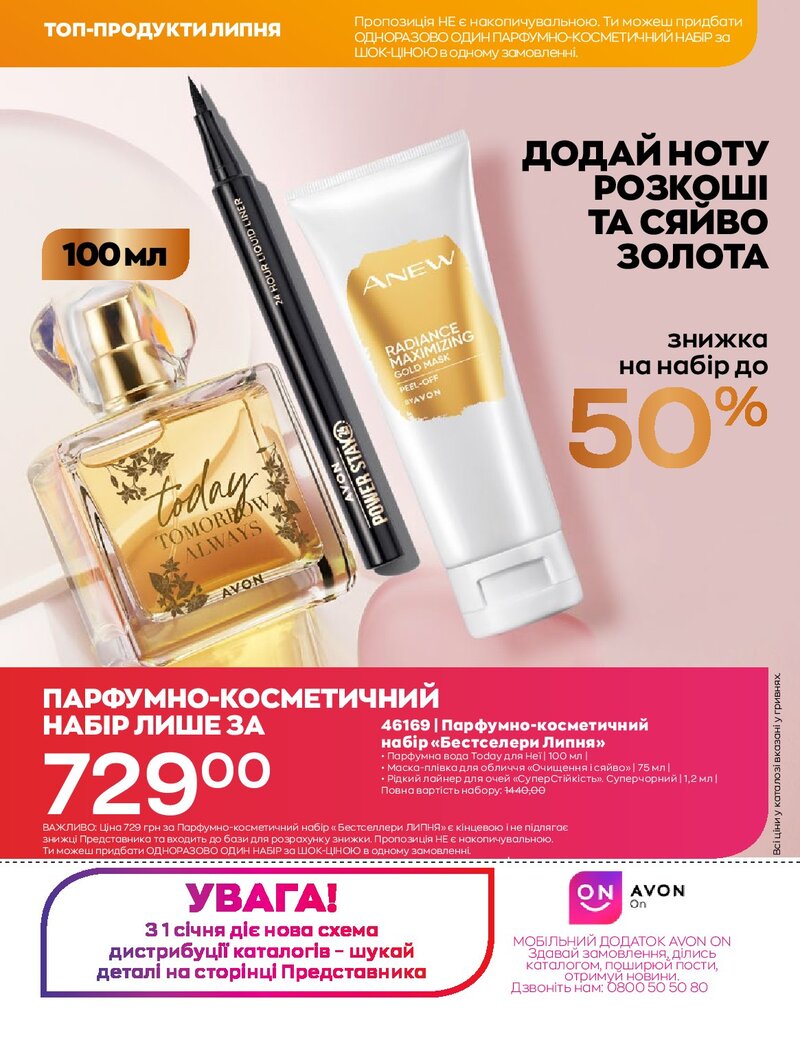 ТОП-ПРОДУКТИ ЛИПНЯ
Пропозиція НЕ є накопичувальною. Ти можеш придбати
ОДНОРАЗОВО ОДИН ПАРФУМНО-КОСМЕТИЧНИЙ НАБІР за
ШОК-ЦІНОЮ в одному замовленні.
ДОДАЙ НОТУ
РОЗКОШІ
ТА СЯЙВО
ЗОЛОТА
100 мл
знижка
на набір до
50%
24 HOUR LIQUID LINER
AVON
POWER STAY 24
ANEW
RADIANCE
MAXIMIZING
GOLD MASK
PEEL-OFF
BY AVON
today
TOMORROW
ALWAYS
AVON
ПАРФУМНО-КОСМЕТИЧНИЙ
НАБІР ЛИШЕ ЗА
72900
46169 | Парфумно-косметичний
набір «Бестселери Липня»
• Парфумна вода Today для Неї | 100 мл |
• Маска-плівка для обличчя «Очищення і сяйво» | 75 мл |
• Рідкий лайнер для очей «СуперСтійкість». Суперчорний | 1,2 мл |
Повна вартість набору: 1440,00
ВАЖЛИВО: Ціна 729 грн за Парфумно-косметичний набір « Бестселлери ЛИПНЯ» є кінцевою і не підлягає
знижці Представника та входить до бази для розрахунку знижки. Пропозиція НЕ є накопичувальною.
Ти можеш придбати ОДНОРАЗОВО ОДИН НАБІР за ШОК-ЦІНОЮ в одному замовленні.
Всі ціни у каталозі вказані у гривнях.
УВАГА!
З 1 січня діє нова схема
дистрибуції каталогів – шукай
деталі на сторінці Представника
ON
AVON
On
МОБІЛЬНИЙ ДОДАТОК AVON ON
Здавай замовлення, ділись
каталогом, поширюй пости,
отримуй новини.
Дзвоніть нам: 0800 50 50 80